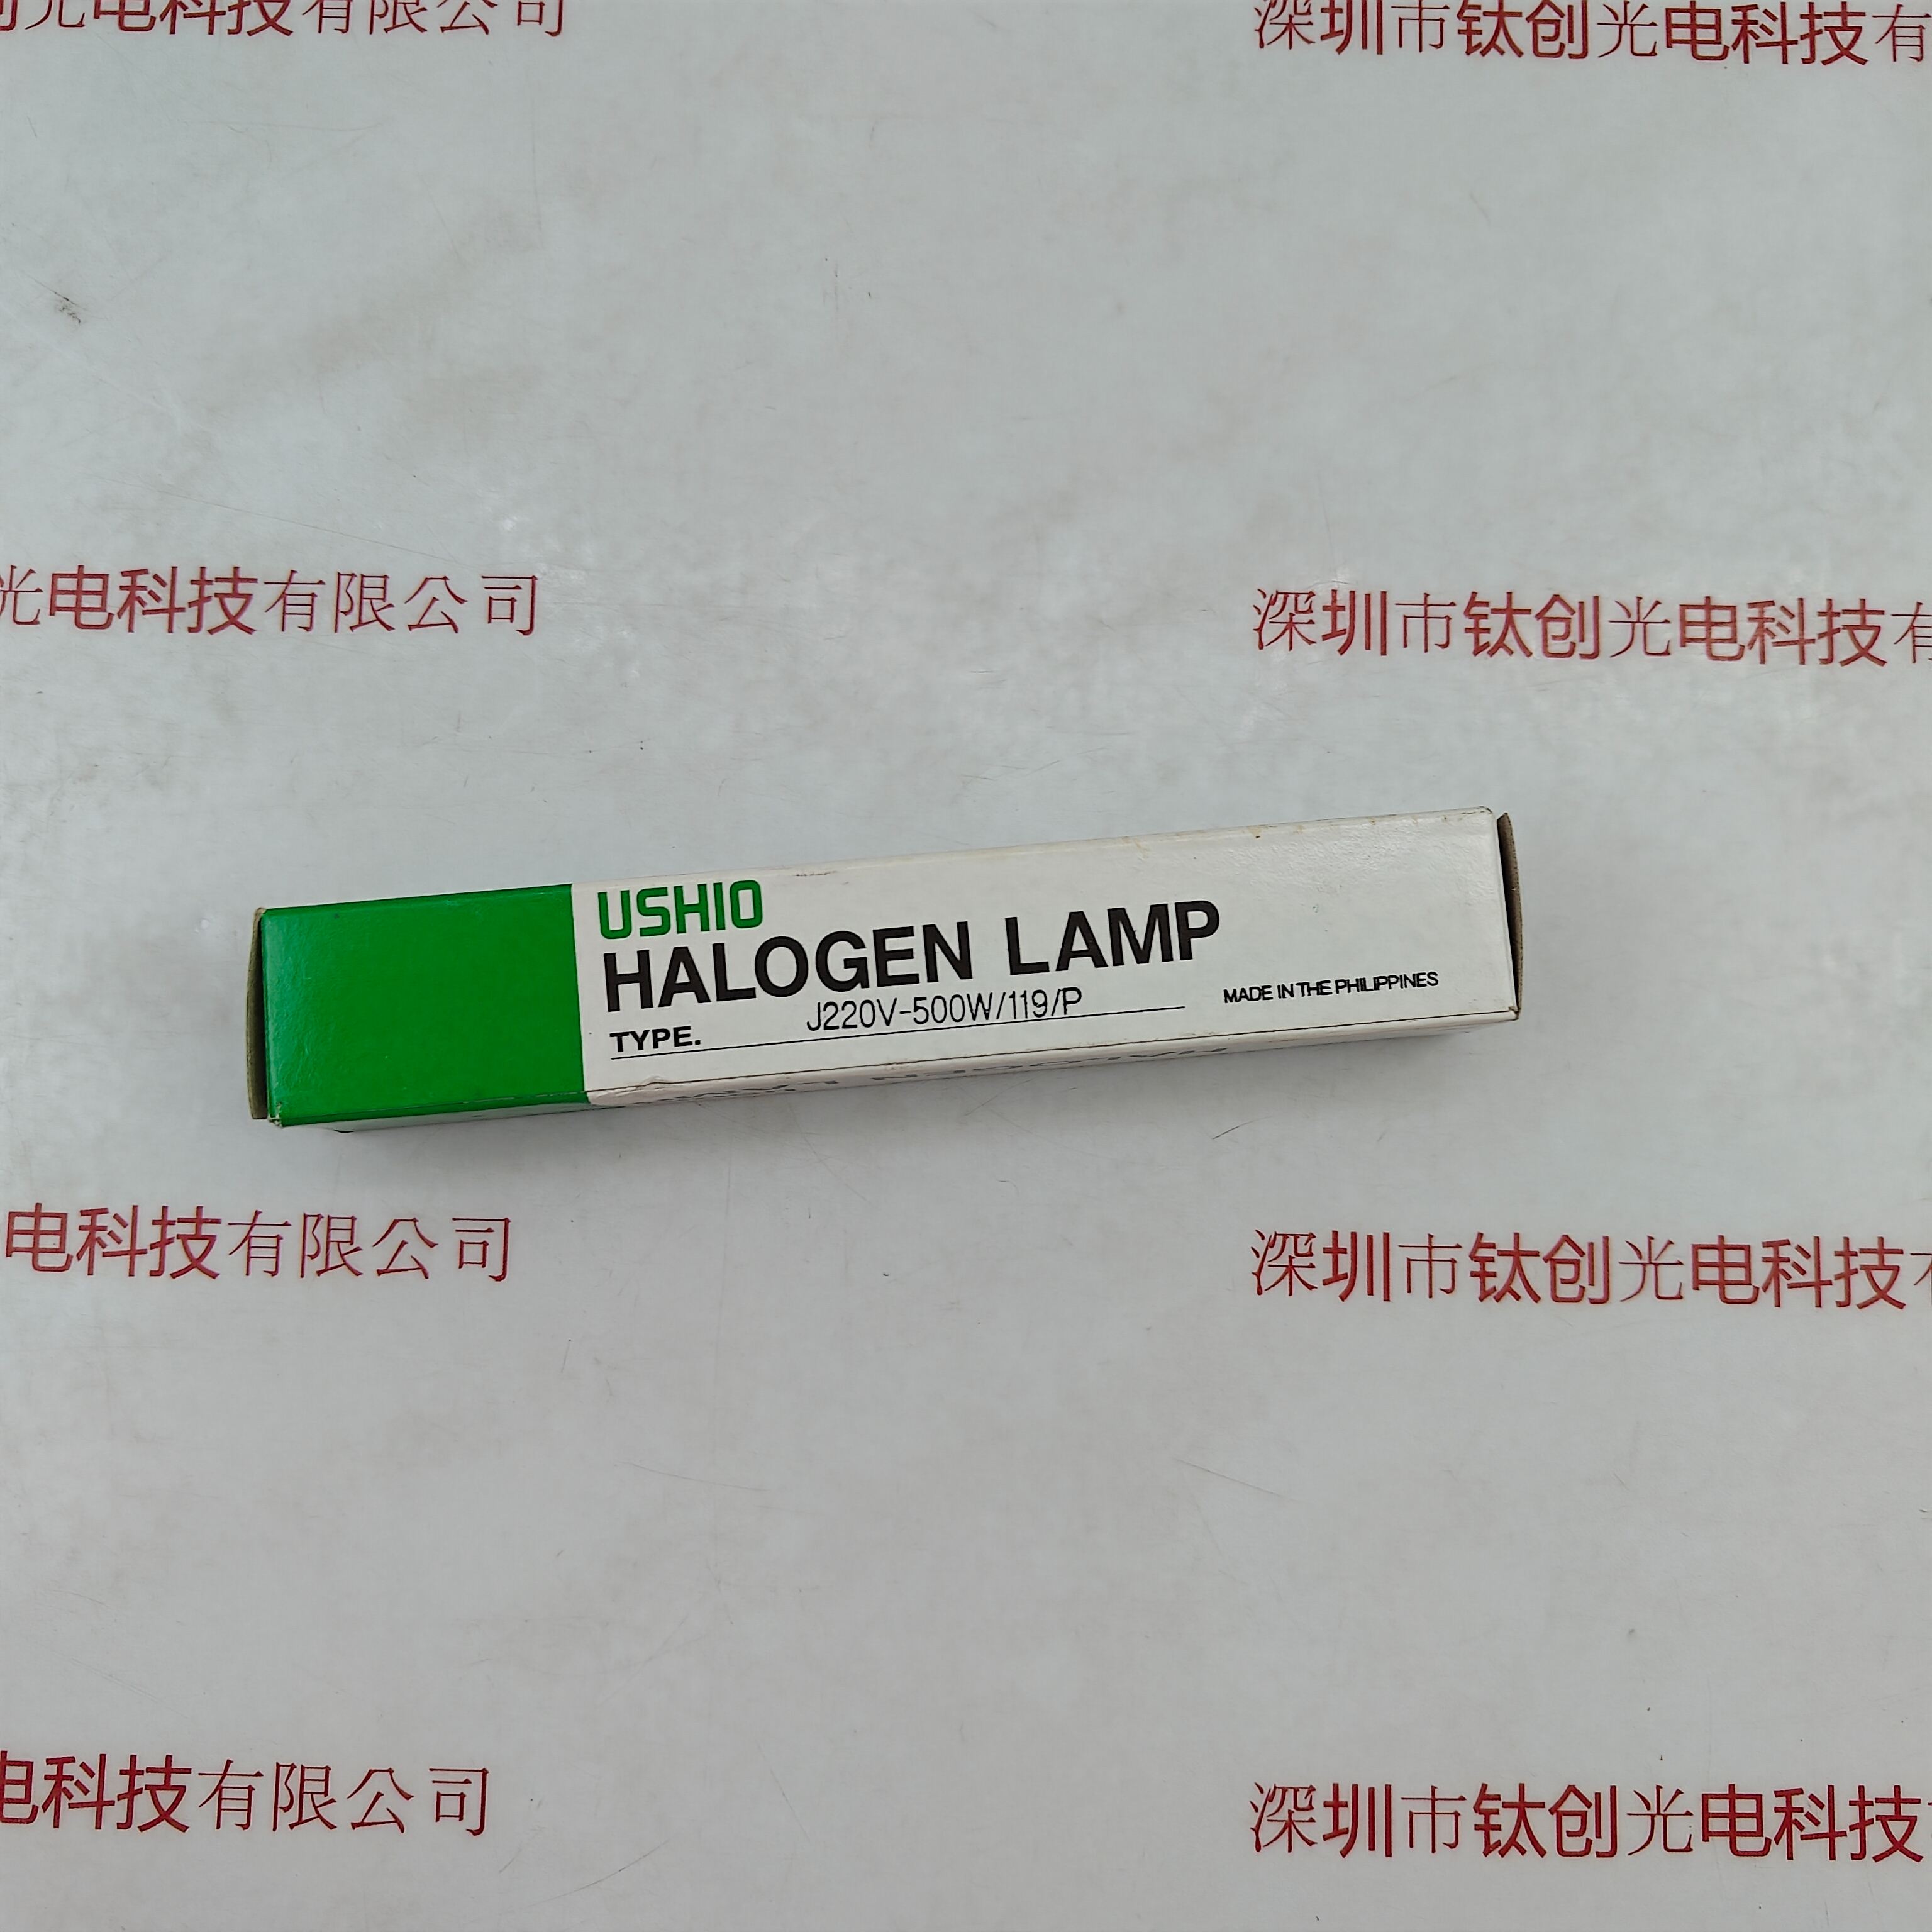 创光电科技有限公司
深圳市钛创光电科技有
光电科技有限公司
深圳市钛创光电科技有
USHIO
HALOGEN LAMP
TYPE. J220V-500W/119/P
MADE IN THE PHILIPPINES
电科技有限公司
深圳市钛创光电科技
电科技有限公司
深圳市钛创光电科技